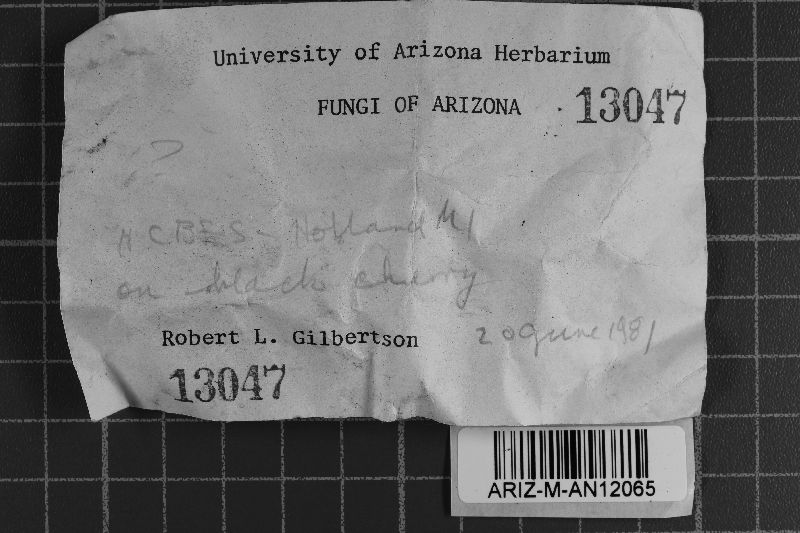 University of Arizona Herbarium
FUNGI OF ARIZONA 13047
?
on black cherry
Robert L. Gilbertson 20 June 1981
13047
ARIZ-M-AN12065